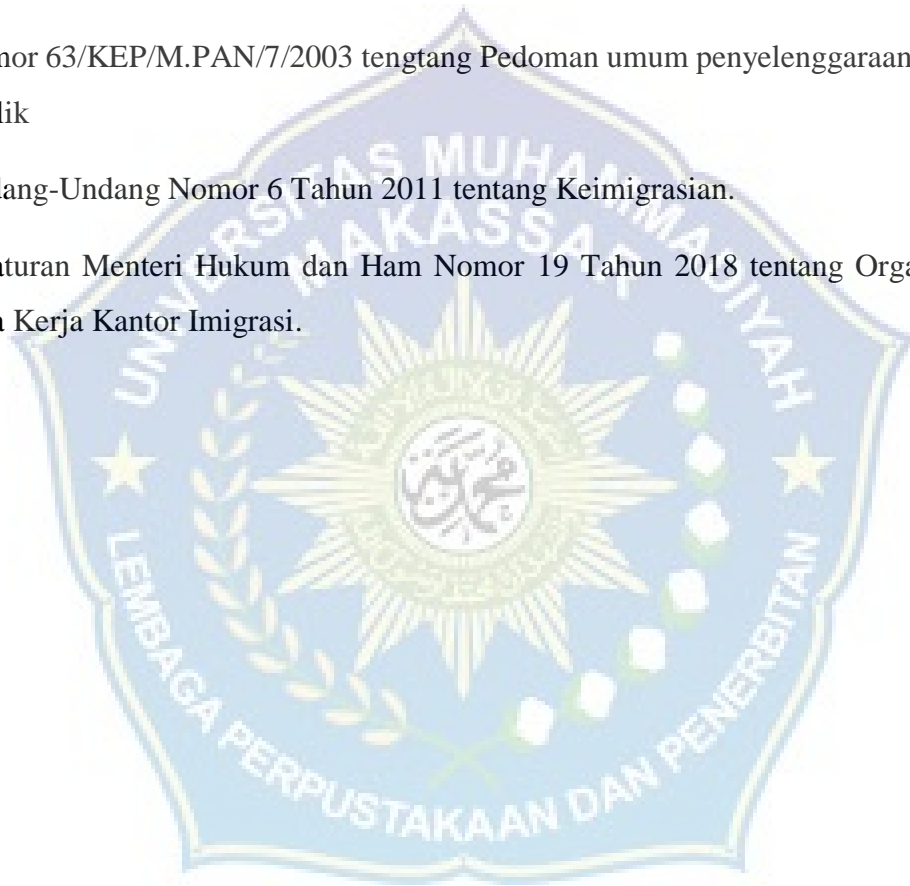 nor 63/KEP/M.PAN/7/2003 tengtang Pedoman umum penyelenggaraan
lik
lang-Undang Nomor 6 Tahun 2011 tentang Keimigrasian.
aturan Menteri Hukum dan Ham Nomor 19 Tahun 2018 tentang Orga
a Kerja Kantor Imigrasi.
UNIVERSITAS MUHAMMADIYAH
MAKASSAR
LEMBAGA PERPUSTAKAAN DAN PENERBITAN